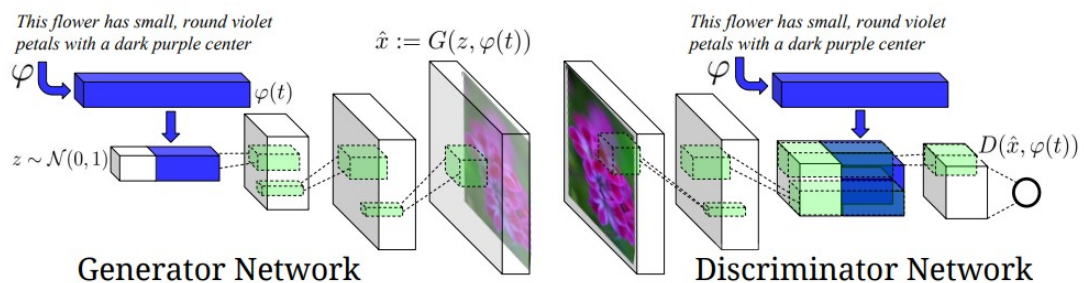 This flower has small, round violet
petals with a dark purple center
φ
φ(t)
z ∼ 𝒩(0, 1)
x̂ := G(z, φ(t))
Generator Network
This flower has small, round violet
petals with a dark purple center
φ
D(x̂, φ(t))
Discriminator Network